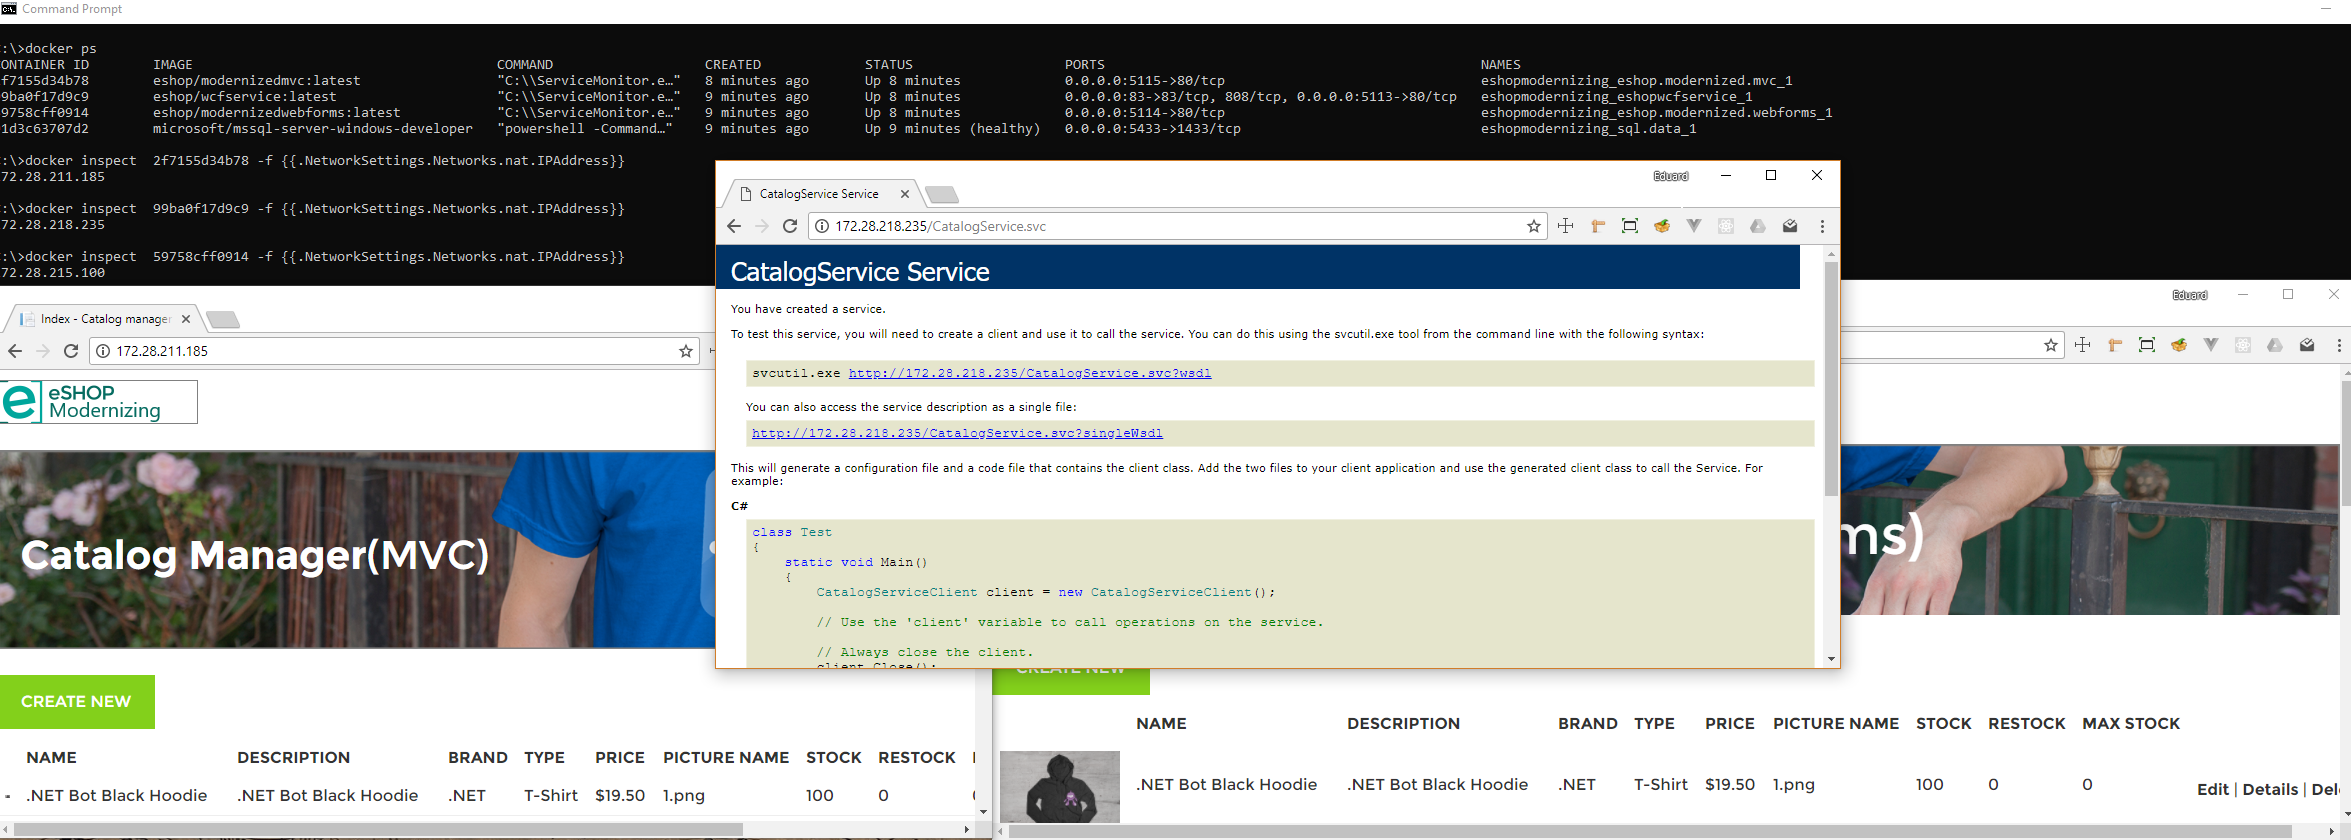 Command Prompt
:\>docker ps
ONTAINER ID IMAGE COMMAND CREATED STATUS PORTS NAMES
f7155d34b78 eshop/modernizedmvc:latest "C:\\ServiceMonitor.e…" 8 minutes ago Up 8 minutes 0.0.0.0:5115->80/tcp eshopmodernizing_eshop.modernized.mvc_1
9ba0f17d9c9 eshop/wcfservice:latest "C:\\ServiceMonitor.e…" 9 minutes ago Up 8 minutes 0.0.0.0:83->83/tcp, 808/tcp, 0.0.0.0:5113->80/tcp eshopmodernizing_eshopwcfservice_1
9758cff0914 eshop/modernizedwebforms:latest "C:\\ServiceMonitor.e…" 9 minutes ago Up 8 minutes 0.0.0.0:5114->80/tcp eshopmodernizing_eshop.modernized.webforms_1
1d3c63707d2 microsoft/mssql-server-windows-developer "powershell -Command…" 9 minutes ago Up 9 minutes (healthy) 0.0.0.0:5433->1433/tcp eshopmodernizing_sql.data_1
:\>docker inspect 2f7155d34b78 -f {{.NetworkSettings.Networks.nat.IPAddress}}
72.28.211.185
:\>docker inspect 99ba0f17d9c9 -f {{.NetworkSettings.Networks.nat.IPAddress}}
72.28.218.235
:\>docker inspect 59758cff0914 -f {{.NetworkSettings.Networks.nat.IPAddress}}
72.28.215.100
Eduard
CatalogService Service
172.28.218.235/CatalogService.svc
CatalogService Service
You have created a service.
To test this service, you will need to create a client and use it to call the service. You can do this using the svcutil.exe tool from the command line with the following syntax:
svcutil.exe http://172.28.218.235/CatalogService.svc?wsdl
You can also access the service description as a single file:
http://172.28.218.235/CatalogService.svc?singleWsdl
This will generate a configuration file and a code file that contains the client class. Add the two files to your client application and use the generated client class to call the Service. For
example:
C#
class Test
{
static void Main()
{
CatalogServiceClient client = new CatalogServiceClient();
// Use the 'client' variable to call operations on the service.
// Always close the client.
client.Close();
Index - Catalog manager
172.28.211.185
eSHOP
Modernizing
Catalog Manager(MVC)
CREATE NEW
NAME DESCRIPTION BRAND TYPE PRICE PICTURE NAME STOCK RESTOCK
.NET Bot Black Hoodie .NET Bot Black Hoodie .NET T-Shirt $19.50 1.png 100 0
Eduard
ms)
CREATE NEW
NAME DESCRIPTION BRAND TYPE PRICE PICTURE NAME STOCK RESTOCK MAX STOCK
.NET Bot Black Hoodie .NET Bot Black Hoodie .NET T-Shirt $19.50 1.png 100 0 0 Edit | Details | Del